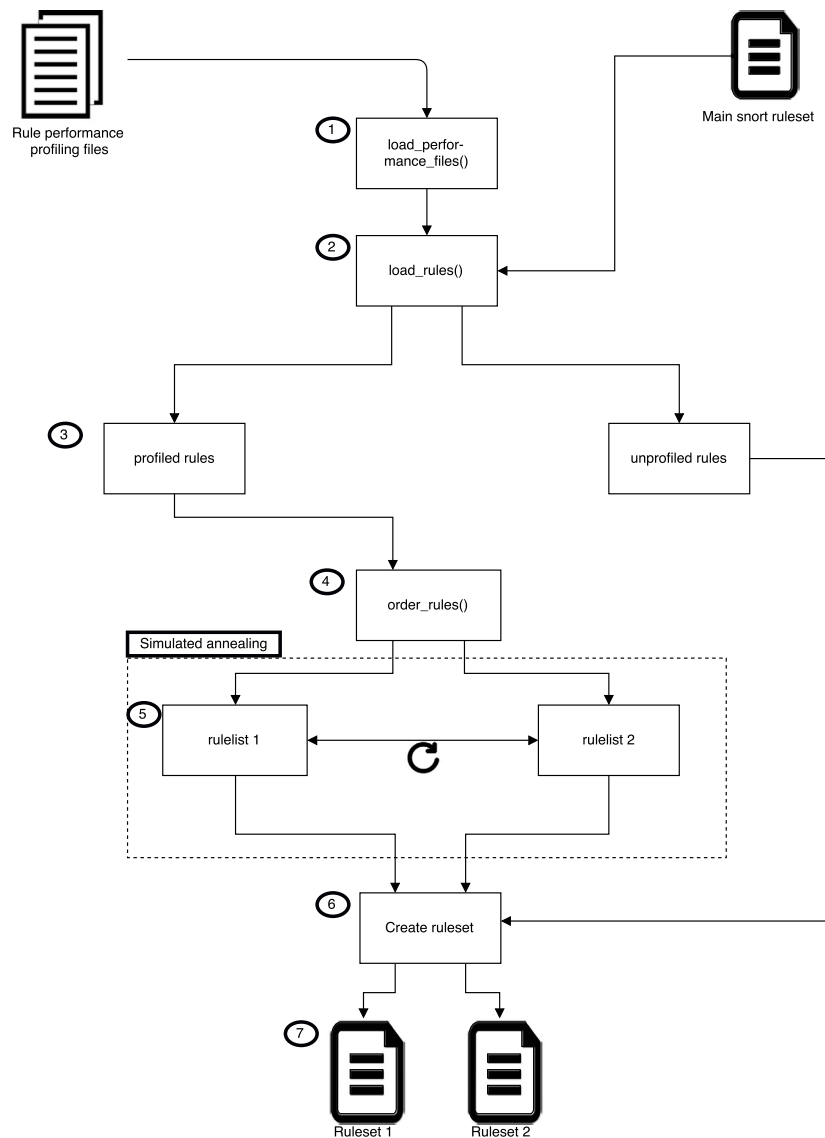 Rule performance
profiling files
Main snort ruleset
1
load_perfor-
mance_files()
2
load_rules()
3
profiled rules
unprofiled rules
4
order_rules()
Simulated annealing
5
rulelist 1
rulelist 2
6
Create ruleset
7
Ruleset 1
Ruleset 2